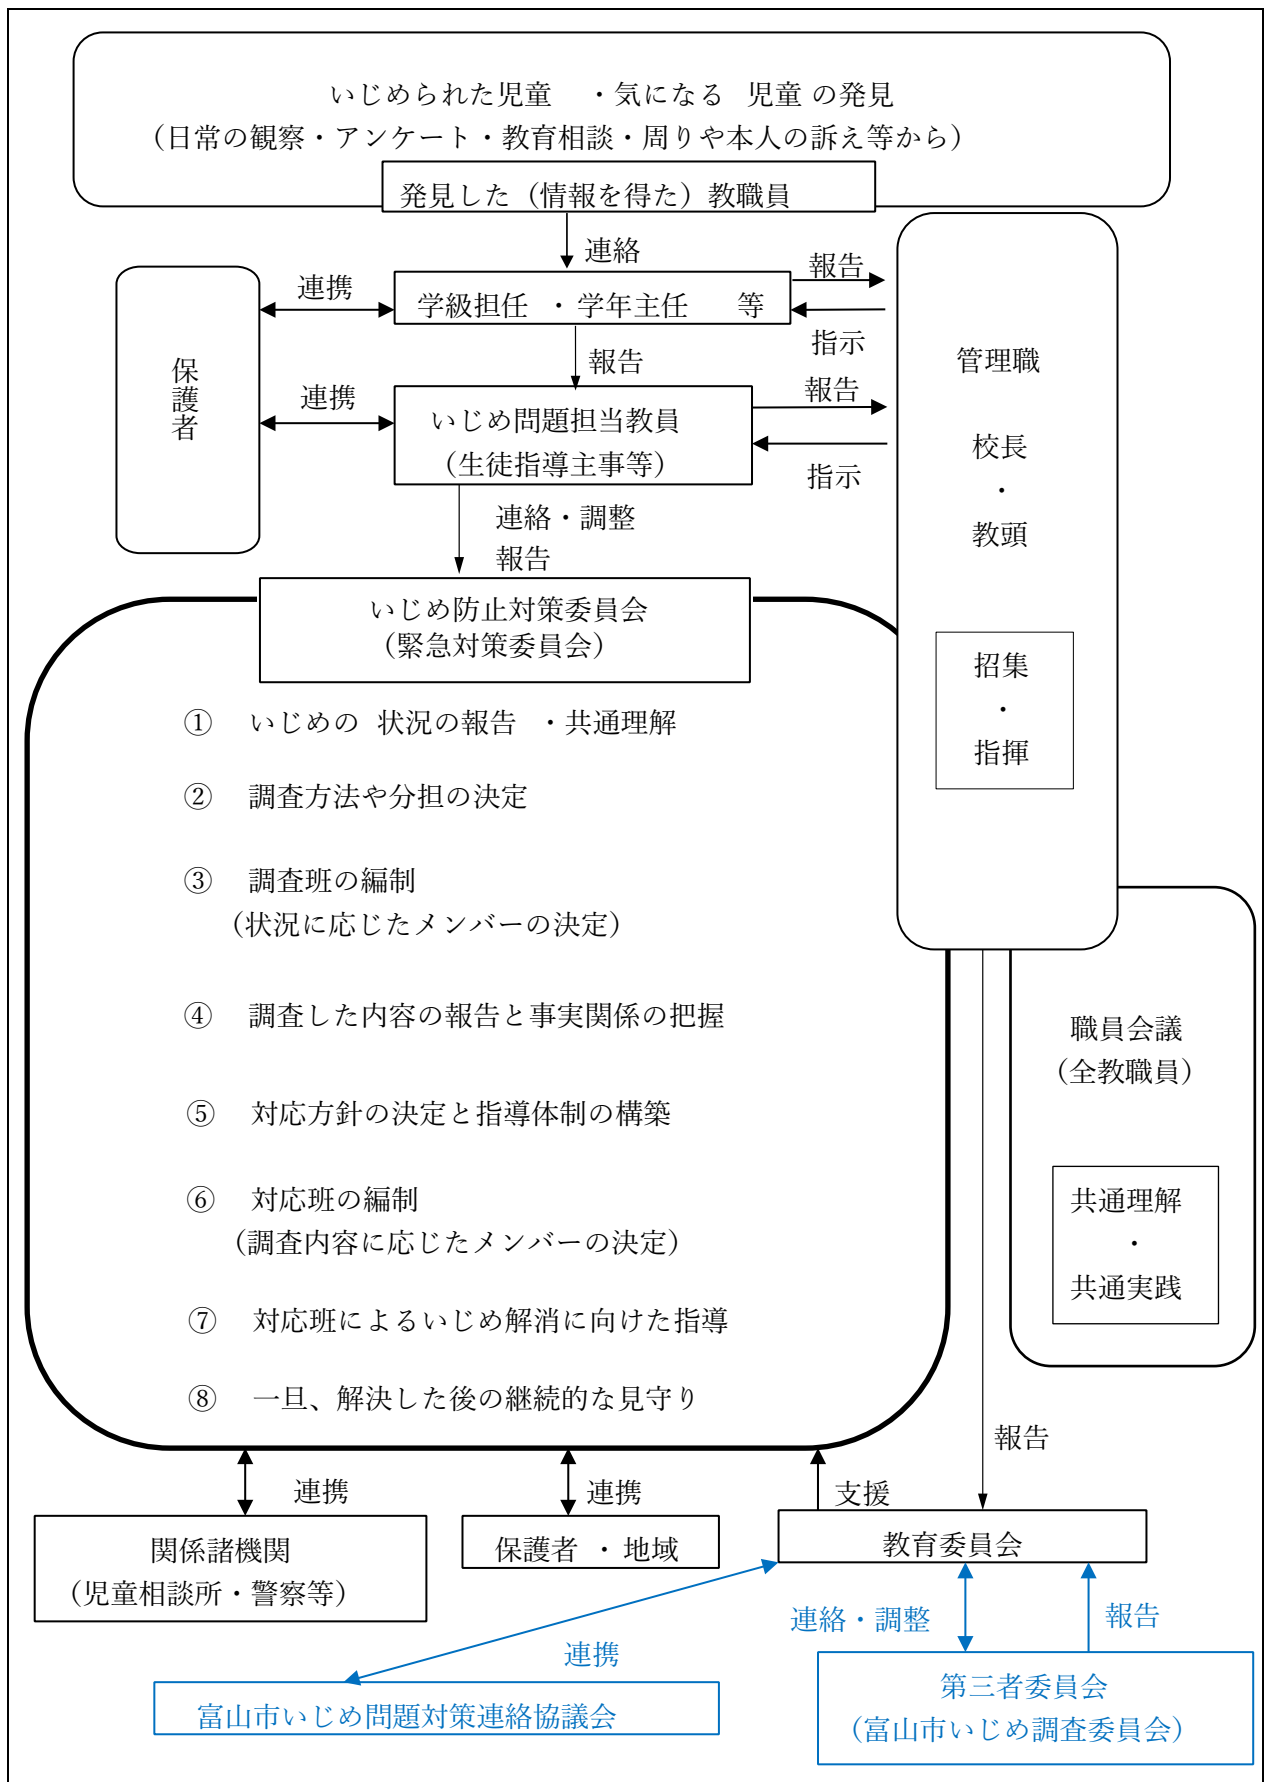 いじめられた児童　・気になる 児童 の発見
（日常の観察・アンケート・教育相談・周りや本人の訴え等から）
発見した（情報を得た）教職員
連絡
報告
連携
学級担任 ・学年主任　等
指示
報告
保護者
管理職
校長
・
教頭
報告
連携
いじめ問題担当教員
（生徒指導主事等）
指示
連絡・調整
報告
招集
・
指揮
いじめ防止対策委員会
（緊急対策委員会）
①　いじめの 状況の報告 ・共通理解
②　調査方法や分担の決定
③　調査班の編制
（状況に応じたメンバーの決定）
④　調査した内容の報告と事実関係の把握
⑤　対応方針の決定と指導体制の構築
⑥　対応班の編制
（調査内容に応じたメンバーの決定）
⑦　対応班によるいじめ解消に向けた指導
⑧　一旦、解決した後の継続的な見守り
職員会議
（全教職員）
共通理解
・
共通実践
報告
連携
連携
支援
関係諸機関
（児童相談所・警察等）
保護者 ・地域
教育委員会
連絡・調整
報告
連携
富山市いじめ問題対策連絡協議会
第三者委員会
（富山市いじめ調査委員会）